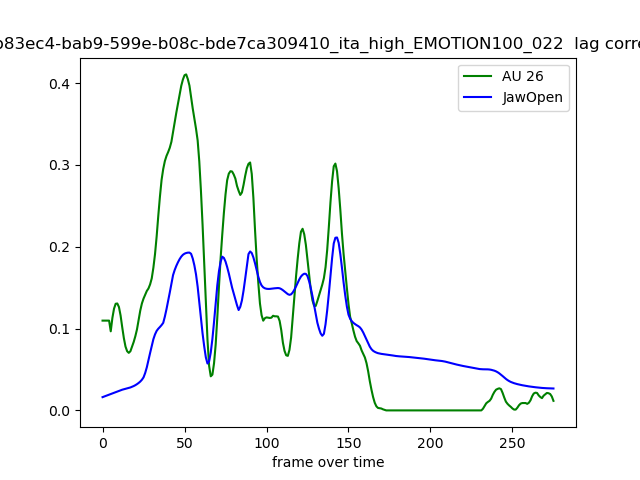 b83ec4-bab9-599e-b08c-bde7ca309410_ita_high_EMOTION100_022 lag corre
AU 26
JawOpen
0.4
0.3
0.2
0.1
0.0
0 50 100 150 200 250
frame over time